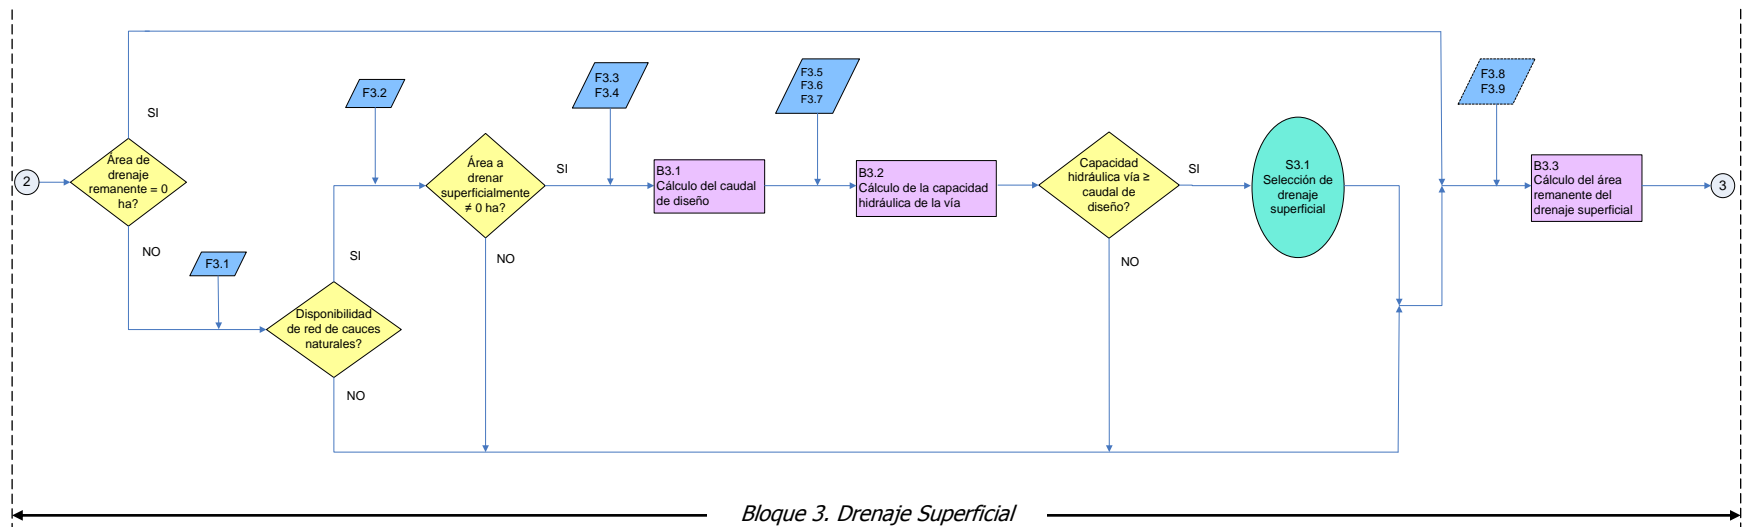 2
Área de
drenaje
remanente = 0
ha?
SI
NO
F3.1
Disponibilidad
de red de cauces
naturales?
SI
NO
F3.2
Área a
drenar
superficialmente
≠ 0 ha?
SI
NO
F3.3
F3.4
B3.1
Cálculo del caudal
de diseño
F3.5
F3.6
F3.7
B3.2
Cálculo de la capacidad
hidráulica de la vía
Capacidad
hidráulica vía ≥
caudal de
diseño?
SI
NO
S3.1
Selección de
drenaje
superficial
F3.8
F3.9
B3.3
Cálculo del área
remanente del
drenaje superficial
3
Bloque 3. Drenaje Superficial